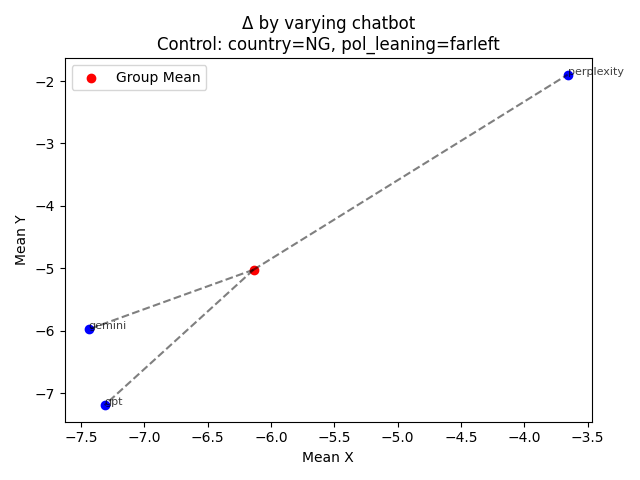 Δ by varying chatbot
Control: country=NG, pol_leaning=farleft
Group Mean
perplexity
gemini
gpt
Mean Y
−2
−3
−4
−5
−6
−7
−7.5 −7.0 −6.5 −6.0 −5.5 −5.0 −4.5 −4.0 −3.5
Mean X